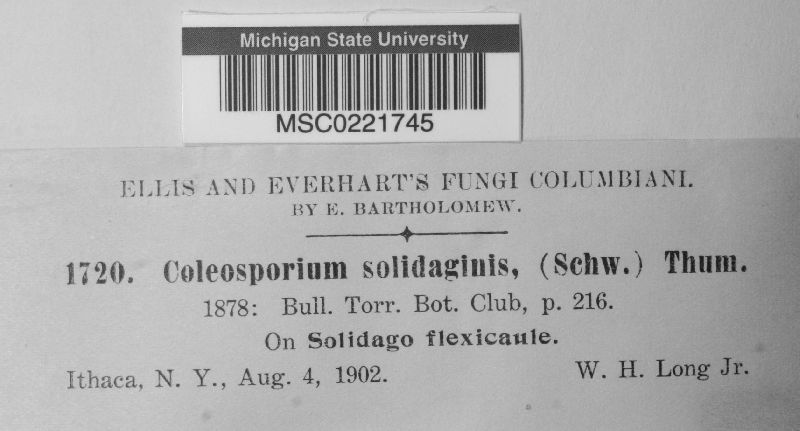 Michigan State University
MSC0221745
ELLIS AND EVERHART'S FUNGI COLUMBIANI.
BY E. BARTHOLOMEW.
1720. Coleosporium solidaginis, (Schw.) Thum.
1878: Bull. Torr. Bot. Club, p. 216.
On Solidago flexicaule.
Ithaca, N. Y., Aug. 4, 1902. W. H. Long Jr.